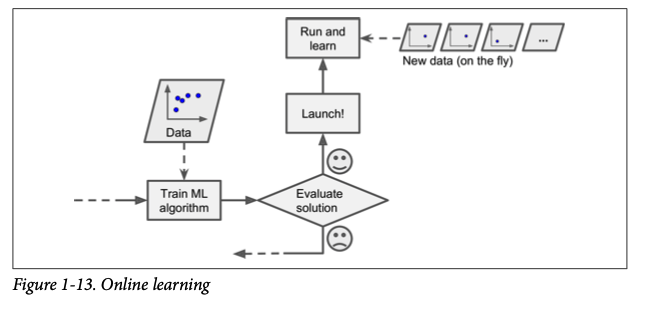 Run and
learn
...
New data (on the fly)
Launch!
Data
Train ML
algorithm
Evaluate
solution
Figure 1-13. Online learning